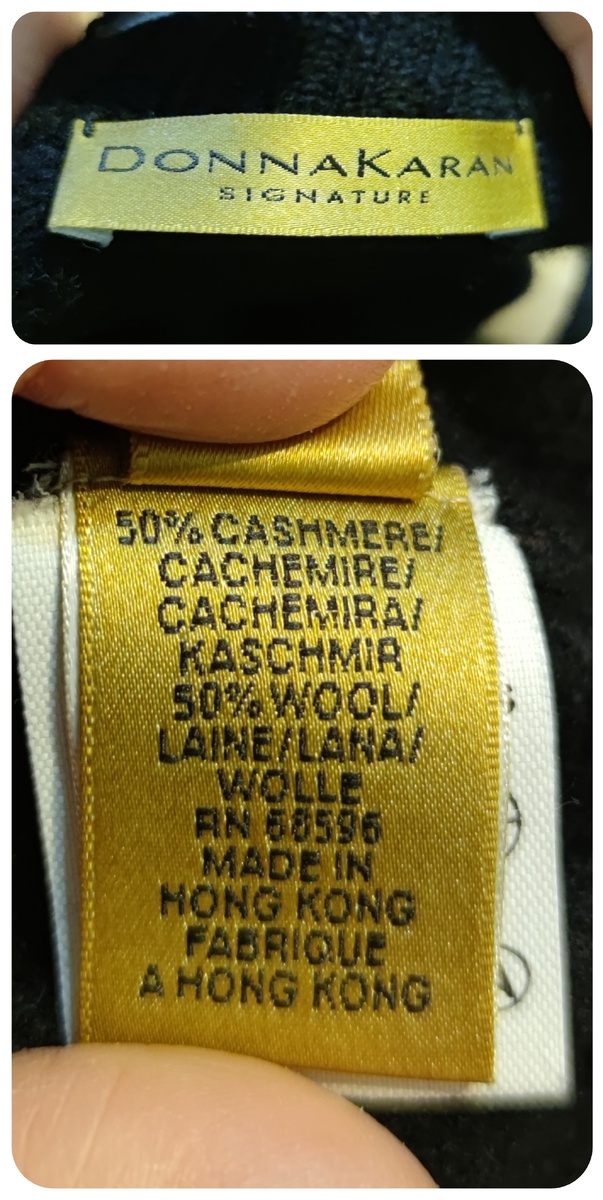 DONNAKARAN
SIGNATURE
50% CASHMERE/
CACHEMIRE/
CACHEMIRA/
KASCHMIR
50% WOOL/
LAINE/LANA/
WOLLE
RN 68596
MADE IN
HONG KONG
FABRIQUE
A HONG KONG